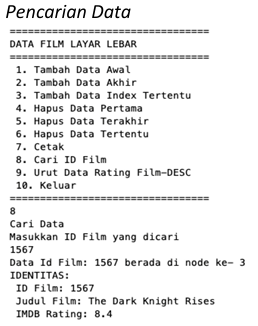 Pencarian Data
==================================
DATA FILM LAYAR LEBAR
==================================
1. Tambah Data Awal
2. Tambah Data Akhir
3. Tambah Data Index Tertentu
4. Hapus Data Pertama
5. Hapus Data Terakhir
6. Hapus Data Tertentu
7. Cetak
8. Cari ID Film
9. Urut Data Rating Film-DESC
10. Keluar
==================================
8
Cari Data
Masukkan ID Film yang dicari
1567
Data Id Film: 1567 berada di node ke- 3
IDENTITAS:
ID Film: 1567
Judul Film: The Dark Knight Rises
IMDB Rating: 8.4